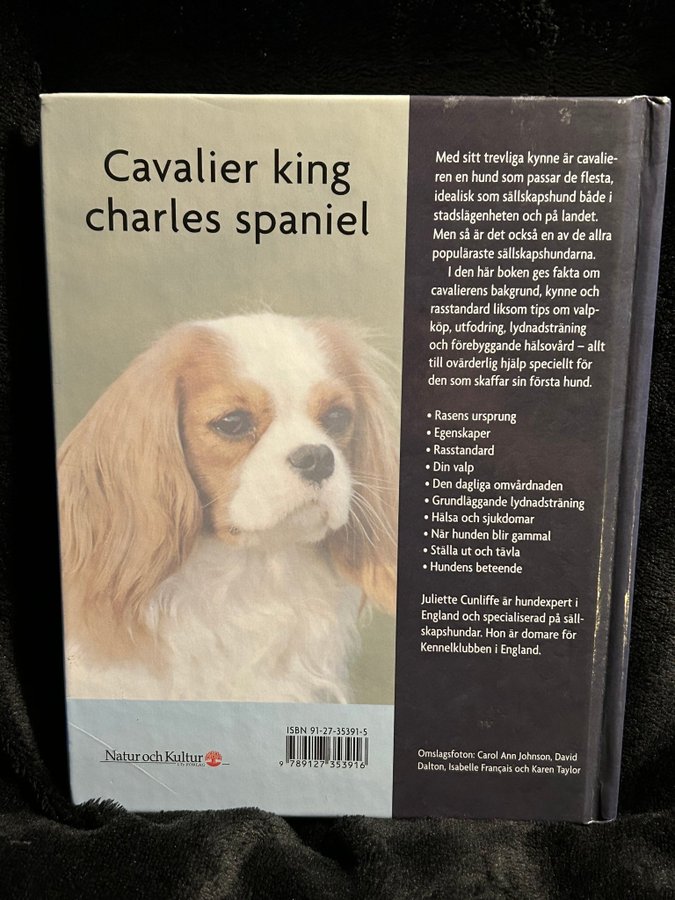 Cavalier king
charles spaniel
Med sitt trevliga kynne är cavalie-
ren en hund som passar de flesta,
idealisk som sällskapshund både i
stadslägenheten och på landet.
Men så är det också en av de allra
populäraste sällskapshundarna.
I den här boken ges fakta om
cavalierens bakgrund, kynne och
rasstandard liksom tips om valp-
köp, utfodring, lydnadsträning
och förebyggande hälsovård – allt
till ovärderlig hjälp speciellt för
den som skaffar sin första hund.
• Rasens ursprung
• Egenskaper
• Rasstandard
• Din valp
• Den dagliga omvårdnaden
• Grundläggande lydnadsträning
• Hälsa och sjukdomar
• När hunden blir gammal
• Ställa ut och tävla
• Hundens beteende
Juliette Cunliffe är hundexpert i
England och specialiserad på säll-
skapshundar. Hon är domare för
Kennelklubben i England.
Omslagsfoton: Carol Ann Johnson, David
Dalton, Isabelle Français och Karen Taylor
ISBN 91-27-35391-5
9 789127 353916
Natur och Kultur
LTs FÖRLAG